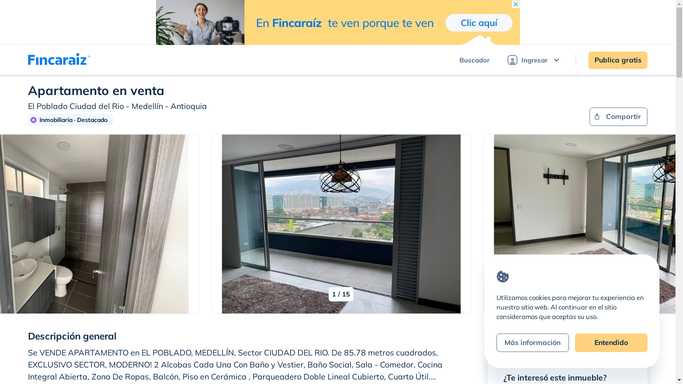 En Fincaraíz te ven porque te ven
Clic aquí
Fincaraíz
Buscador
Ingresar
Publica gratis
Apartamento en venta
El Poblado Ciudad del Rio - Medellín - Antioquia
Inmobiliaria · Destacado
Compartir
1 / 15
Utilizamos cookies para mejorar tu experiencia en
nuestro sitio web. Al continuar en el sitio
consideramos que aceptas su uso.
Más información
Entendido
Descripción general
Se VENDE APARTAMENTO en EL POBLADO, MEDELLÍN, Sector CIUDAD DEL RIO. De 85.78 metros cuadrados,
EXCLUSIVO SECTOR, MODERNO! 2 Alcobas Cada Una Con Baño y Vestier, Baño Social, Sala - Comedor. Cocina
Integral Abierta, Zona De Ropas, Balcón, Piso en Cerámica , Parqueadero Doble Lineal Cubierto, Cuarto Útil....
¿Te interesó este inmueble?